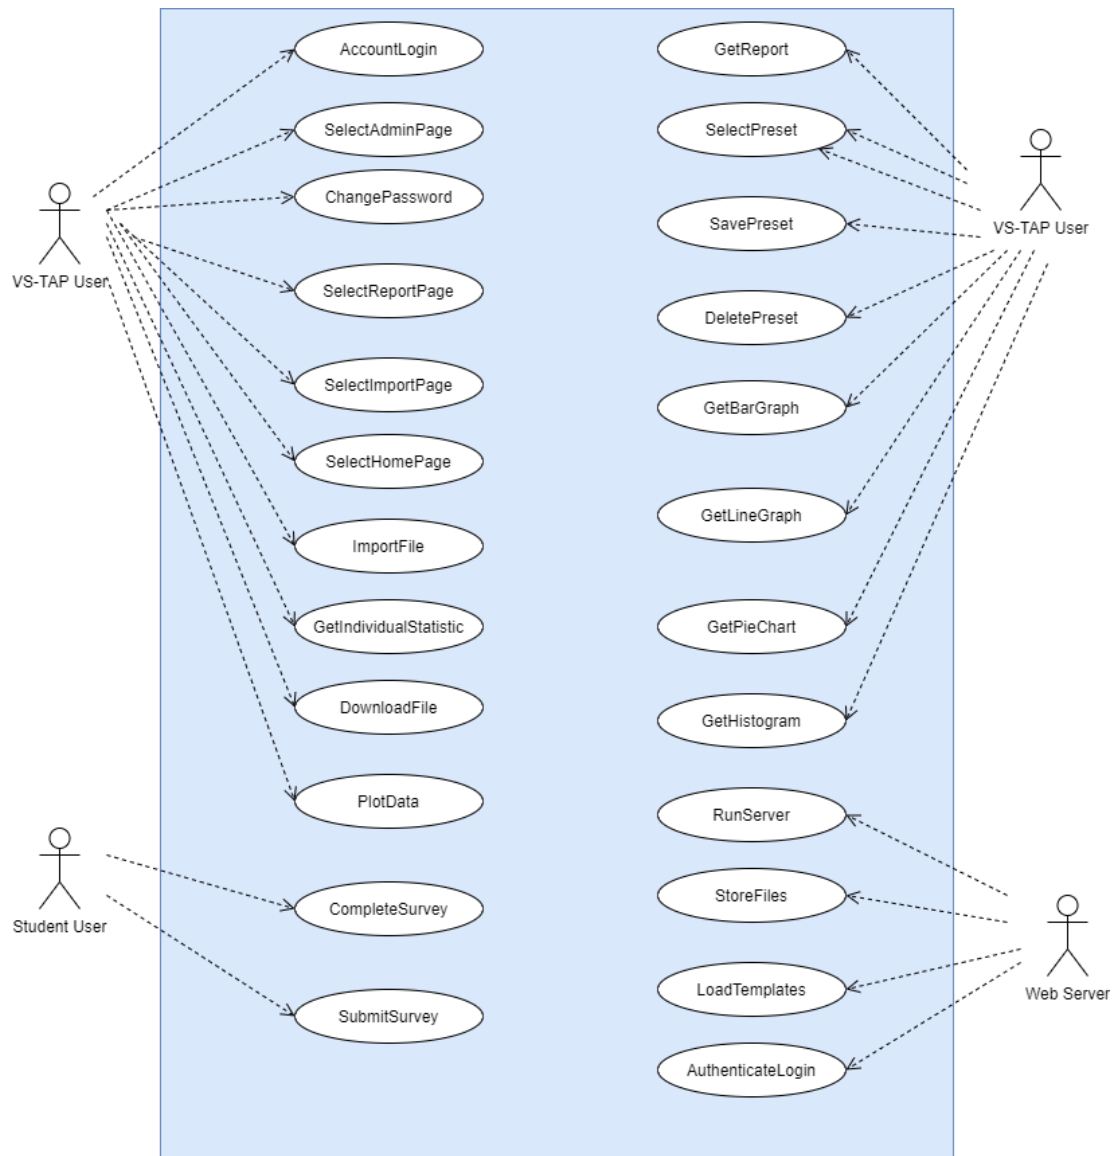 AccountLogin
SelectAdminPage
ChangePassword
VS-TAP User
SelectReportPage
SelectImportPage
SelectHomePage
ImportFile
GetIndividualStatistic
DownloadFile
PlotData
Student User
CompleteSurvey
SubmitSurvey
GetReport
SelectPreset
VS-TAP User
SavePreset
DeletePreset
GetBarGraph
GetLineGraph
GetPieChart
GetHistogram
RunServer
StoreFiles
Web Server
LoadTemplates
AuthenticateLogin